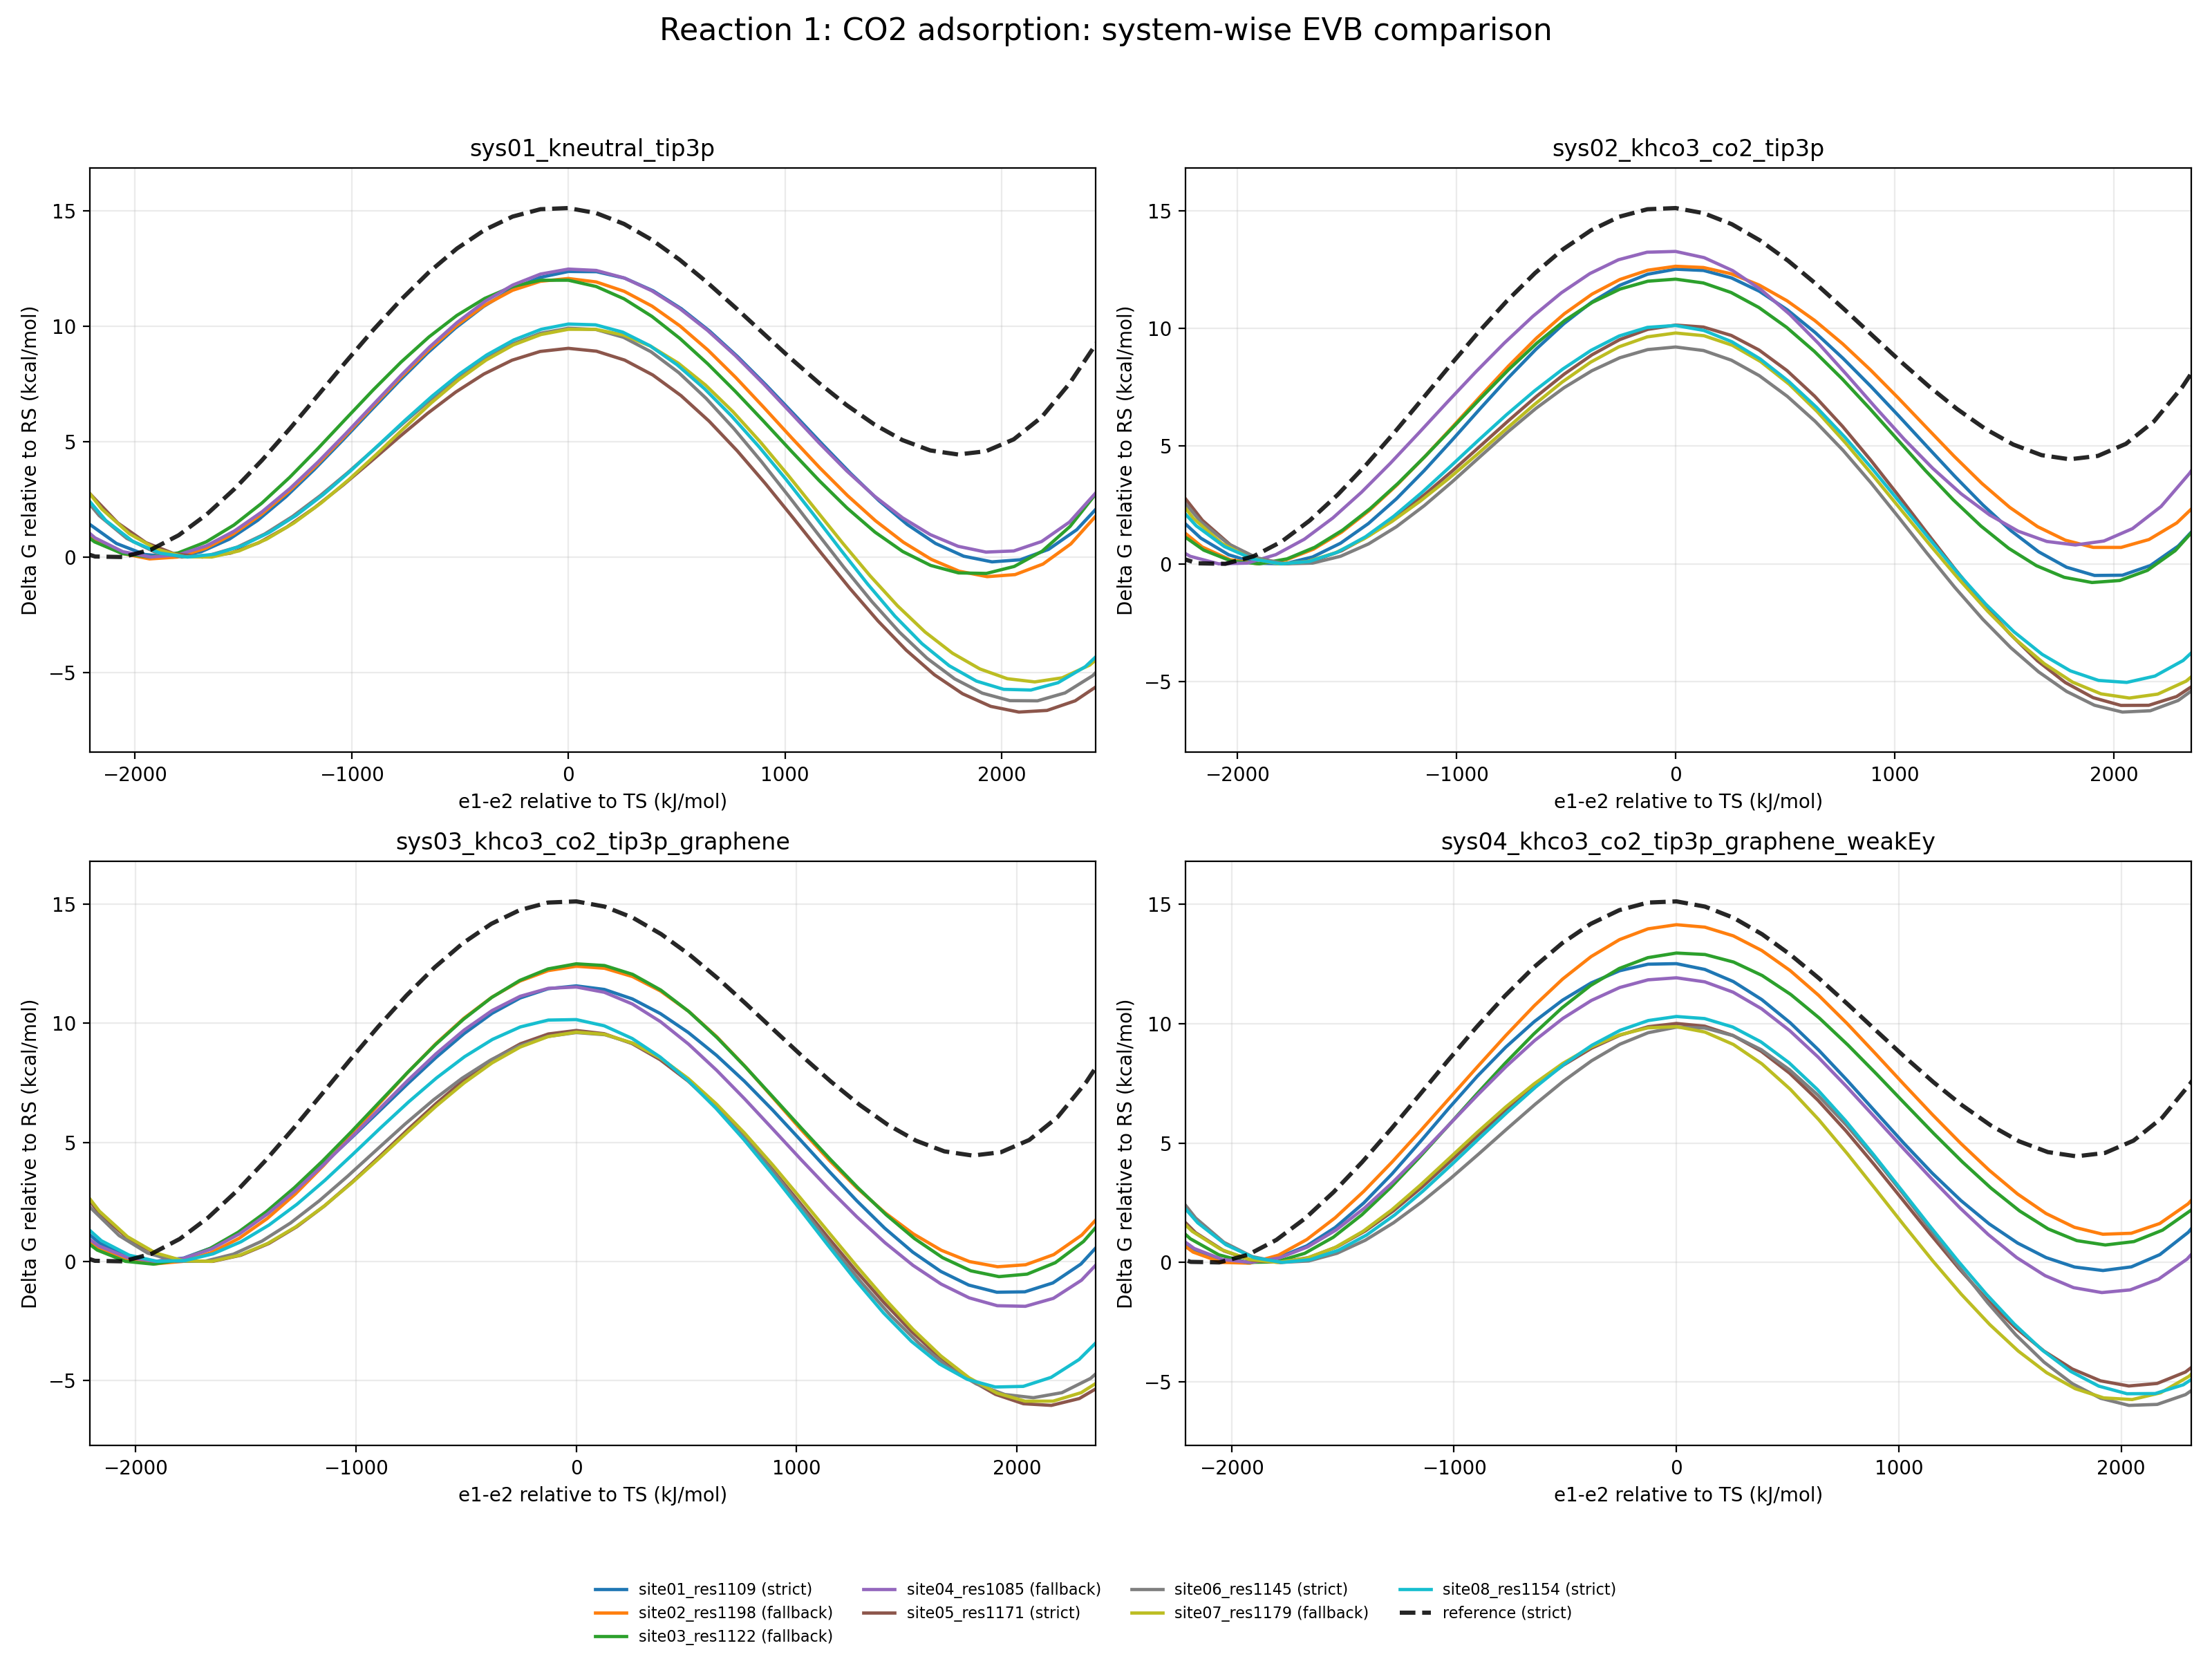 Reaction 1: CO2 adsorption: system-wise EVB comparison
sys01_kneutral_tip3p
Delta G relative to RS (kcal/mol)
15
10
5
0
−5
−2000
−1000
0
1000
2000
e1-e2 relative to TS (kJ/mol)
sys02_khco3_co2_tip3p
Delta G relative to RS (kcal/mol)
15
10
5
0
−5
−2000
−1000
0
1000
2000
e1-e2 relative to TS (kJ/mol)
sys03_khco3_co2_tip3p_graphene
Delta G relative to RS (kcal/mol)
15
10
5
0
−5
−2000
−1000
0
1000
2000
e1-e2 relative to TS (kJ/mol)
sys04_khco3_co2_tip3p_graphene_weakEy
Delta G relative to RS (kcal/mol)
15
10
5
0
−5
−2000
−1000
0
1000
2000
e1-e2 relative to TS (kJ/mol)
site01_res1109 (strict)
site02_res1198 (fallback)
site03_res1122 (fallback)
site04_res1085 (fallback)
site05_res1171 (strict)
site06_res1145 (strict)
site07_res1179 (fallback)
site08_res1154 (strict)
reference (strict)